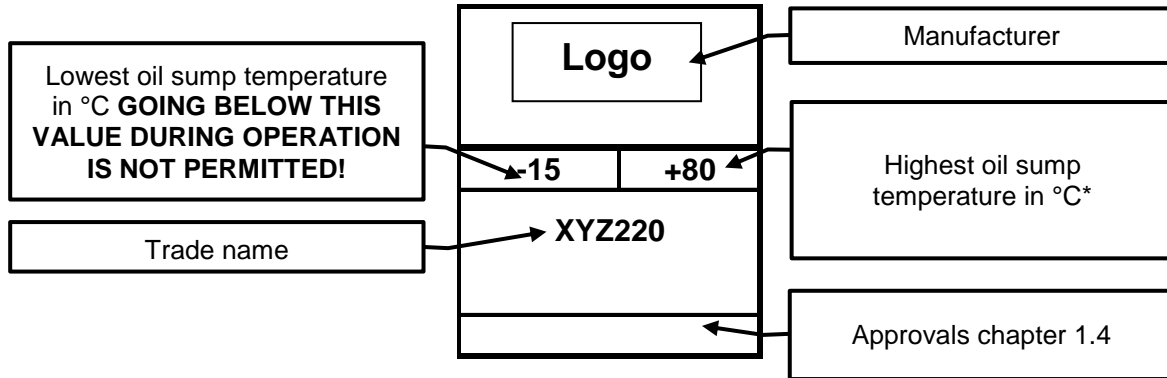 Lowest oil sump temperature
in °C GOING BELOW THIS
VALUE DURING OPERATION
IS NOT PERMITTED!
Trade name
Logo
-15
+80
XYZ220
Manufacturer
Highest oil sump
temperature in °C*
Approvals chapter 1.4